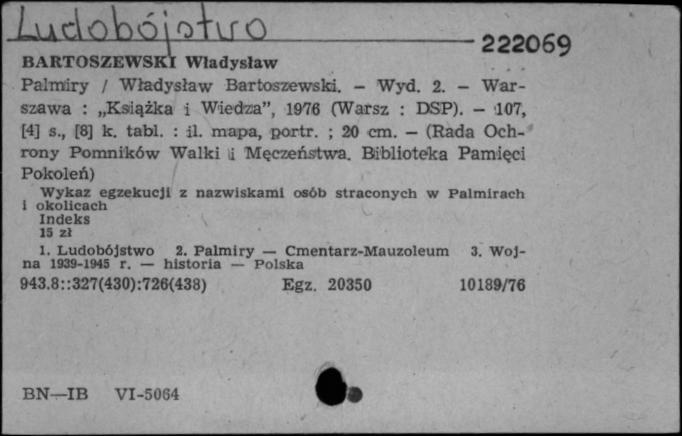 Ludobójstwo
222069
BARTOSZEWSKI Władysław
Palmiry / Władysław Bartoszewski. — Wyd. 2. — War-
szawa : „Książka i Wiedza”, 1976 (Warsz : DSP). — 107,
[4] s., [8] k. tabl. : il. mapa, portr. ; 20 cm. — (Rada Och-
rony Pomników Walki i Męczeństwa. Biblioteka Pamięci
Pokoleń)
Wykaz egzekucji z nazwiskami osób straconych w Palmirach
i okolicach
Indeks
15 zł
1. Ludobójstwo 2. Palmiry — Cmentarz-Mauzoleum 3. Woj-
na 1939-1945 r. — historia — Polska
943.8::327(430):726(438) Egz. 20350 10189/76
BN—IB VI-5064